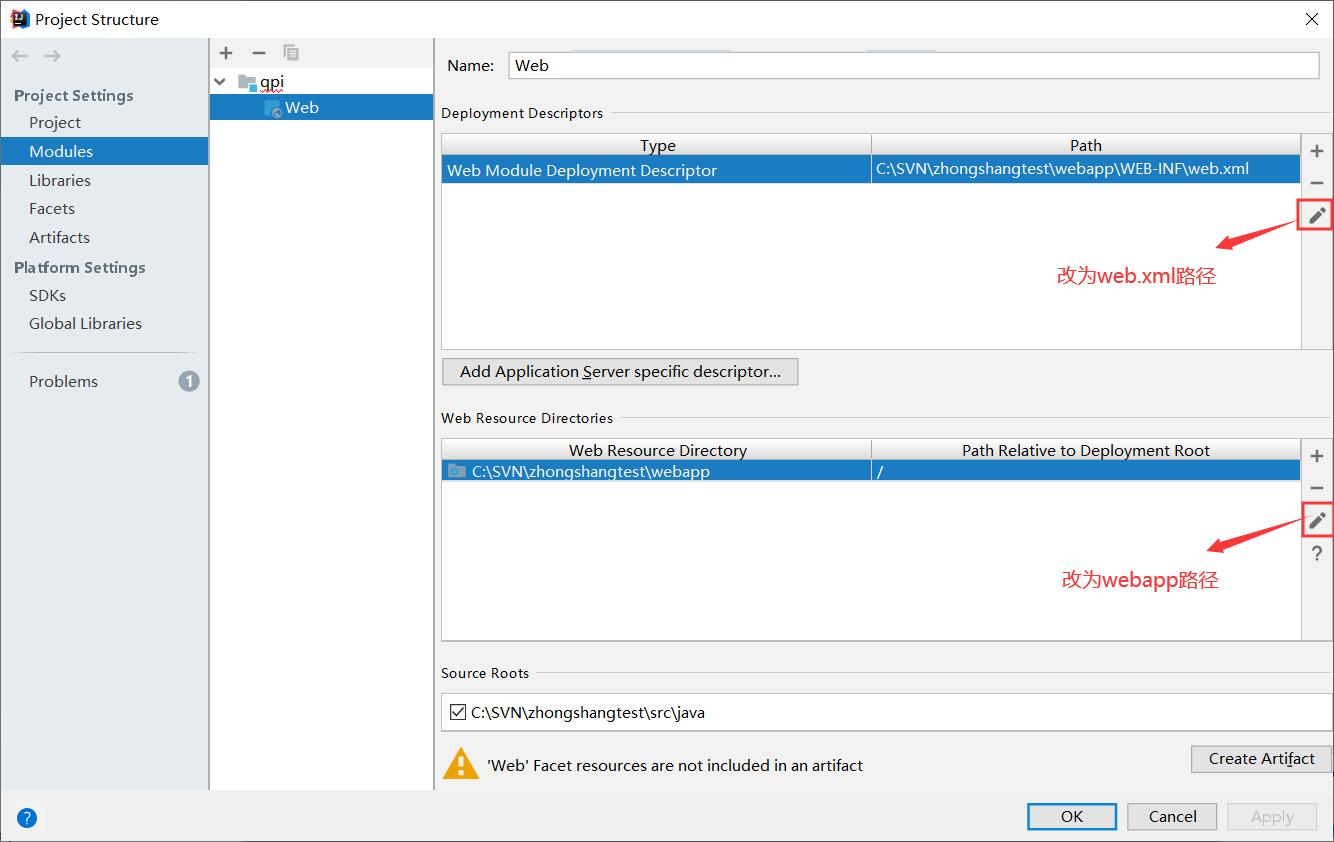 Project Structure
Project Settings
Project
Modules
Libraries
Facets
Artifacts
Platform Settings
SDKs
Global Libraries
Problems
1
qpi
Web
Name:
Web
Deployment Descriptors
Type
Path
Web Module Deployment Descriptor
C:\SVN\zhongshangtest\webapp\WEB-INF\web.xml
改为web.xml路径
Add Application Server specific descriptor...
Web Resource Directories
Web Resource Directory
Path Relative to Deployment Root
C:\SVN\zhongshangtest\webapp
/
?
改为webapp路径
Source Roots
C:\SVN\zhongshangtest\src\java
'Web' Facet resources are not included in an artifact
Create Artifact
?
OK
Cancel
Apply